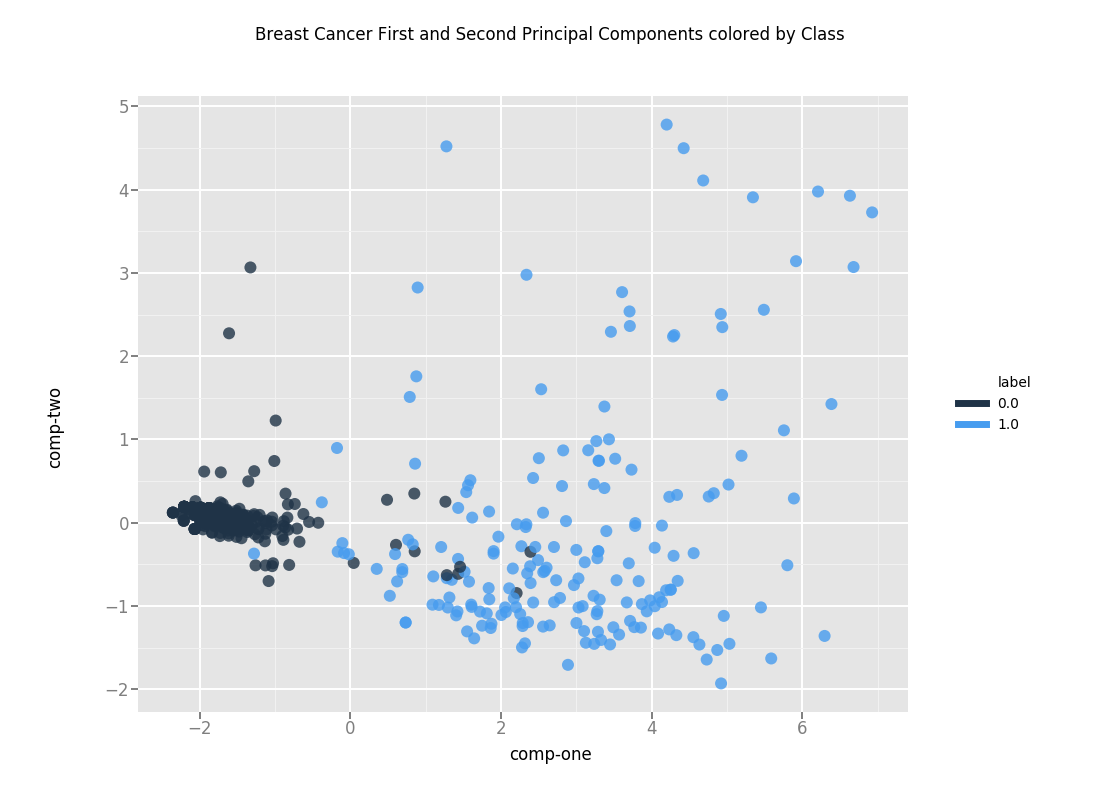 Breast Cancer First and Second Principal Components colored by Class
5
4
3
2
1
0
−1
−2
comp-two
−2 0 2 4 6
comp-one
label
0.0
1.0